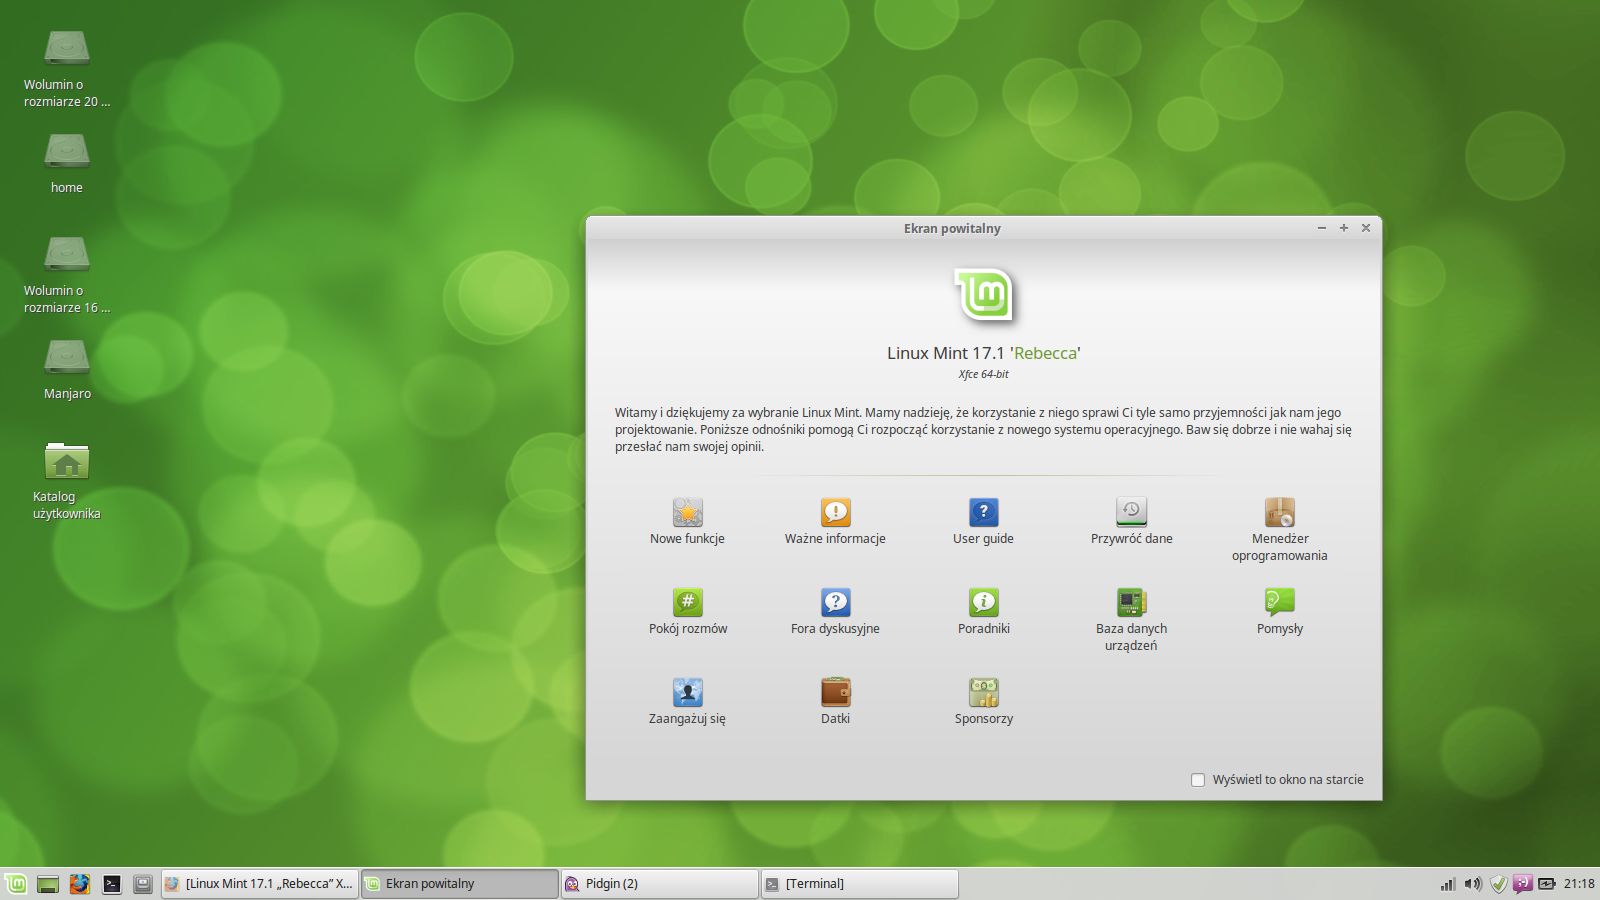 Wolumin o
rozmiarze 20 ...
home
Wolumin o
rozmiarze 16 ...
Manjaro
Katalog
użytkownika
Ekran powitalny
Linux Mint 17.1 'Rebecca'
Xfce 64-bit
Witamy i dziękujemy za wybranie Linux Mint. Mamy nadzieję, że korzystanie z niego sprawi Ci tyle samo przyjemności jak nam jego
projektowanie. Poniższe odnośniki pomogą Ci rozpocząć korzystanie z nowego systemu operacyjnego. Baw się dobrze i nie wahaj się
przesłać nam swojej opinii.
Nowe funkcje
Ważne informacje
User guide
Przywróć dane
Menedżer
oprogramowania
Pokój rozmów
Fora dyskusyjne
Poradniki
Baza danych
urządzeń
Pomysły
Zaangażuj się
Datki
Sponsorzy
Wyświetl to okno na starcie
[Linux Mint 17.1 „Rebecca” X...
Ekran powitalny
Pidgin (2)
[Terminal]
21:18